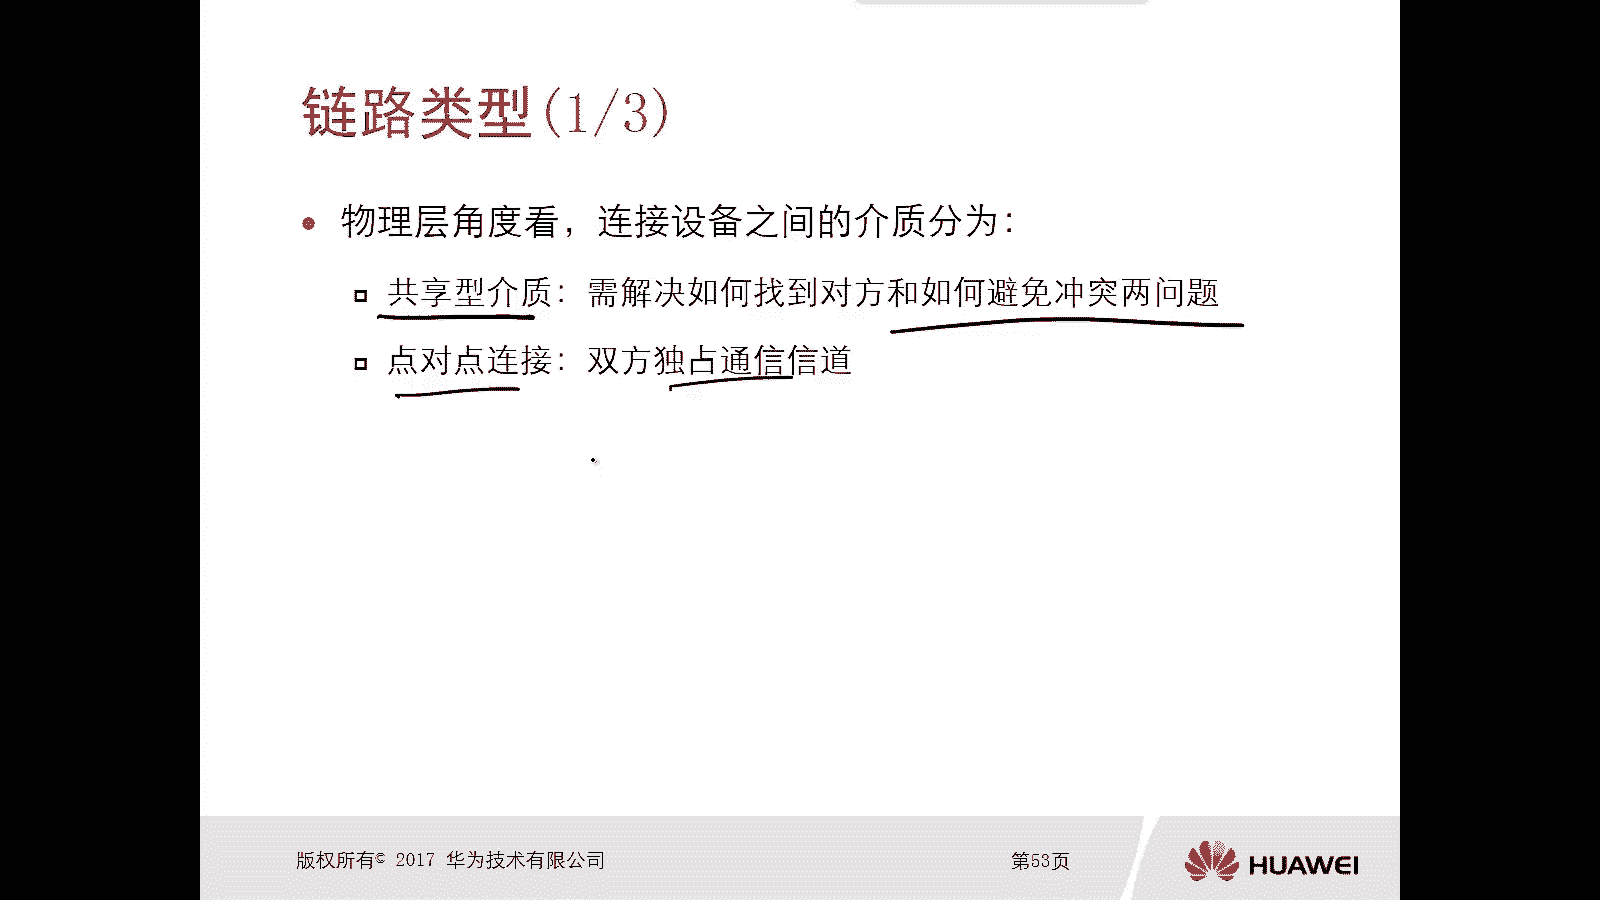 链路类型(1/3)
物理层角度看，连接设备之间的介质分为：
共享型介质：需解决如何找到对方和如何避免冲突两问题
点对点连接：双方独占通信信道
版权所有© 2017 华为技术有限公司
第53页
HUAWEI